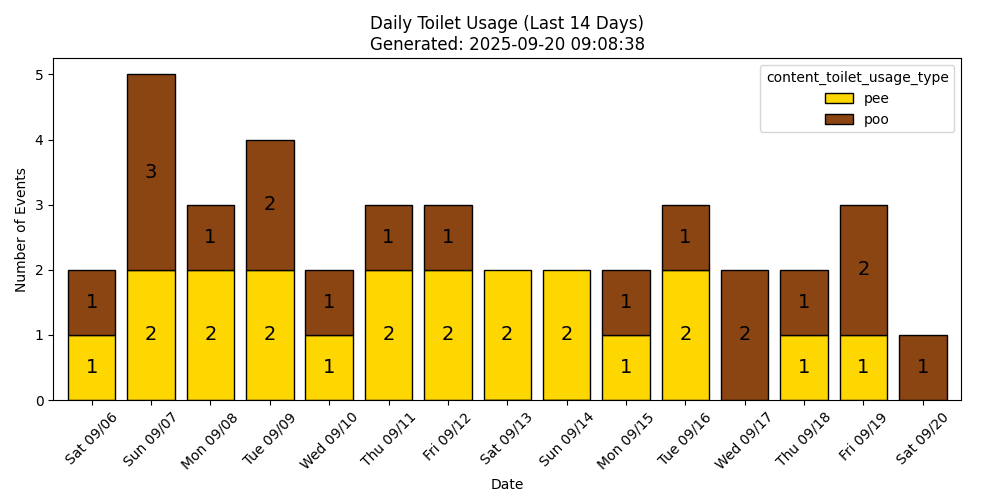 Daily Toilet Usage (Last 14 Days)
Generated: 2025-09-20 09:08:38
content_toilet_usage_type
pee
poo
Number of Events
5
4
3
2
1
0
1
1
3
2
1
2
2
2
1
1
1
2
1
2
2
2
1
1
1
2
2
1
1
2
1
1
Sat 09/06
Sun 09/07
Mon 09/08
Tue 09/09
Wed 09/10
Thu 09/11
Fri 09/12
Sat 09/13
Sun 09/14
Mon 09/15
Tue 09/16
Wed 09/17
Thu 09/18
Fri 09/19
Sat 09/20
Date